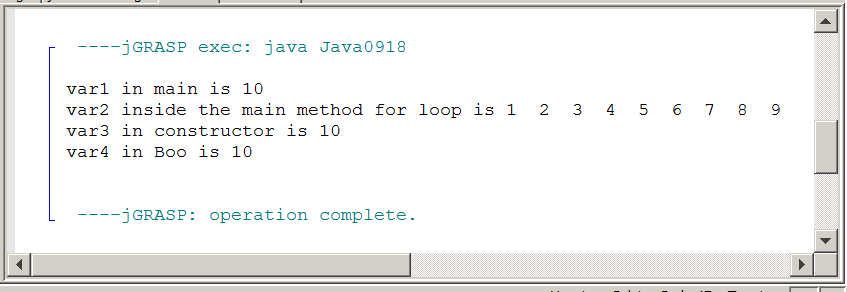 ----jGRASP exec: java Java0918
var1 in main is 10
var2 inside the main method for loop is 1 2 3 4 5 6 7 8 9
var3 in constructor is 10
var4 in Boo is 10
----jGRASP: operation complete.